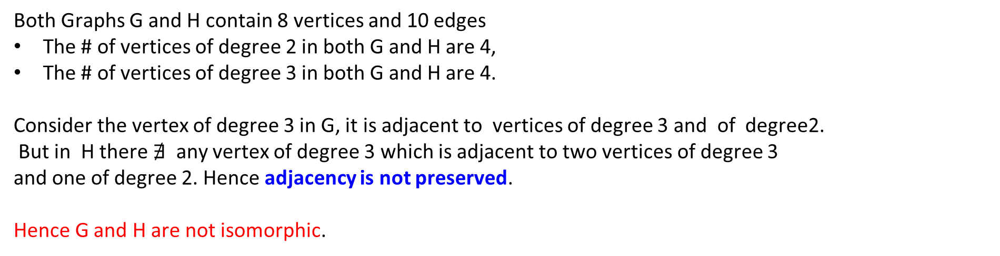 Both Graphs G and H contain 8 vertices and 10 edges
• The # of vertices of degree 2 in both G and H are 4,
• The # of vertices of degree 3 in both G and H are 4.
Consider the vertex of degree 3 in G, it is adjacent to vertices of degree 3 and of degree2.
But in H there ∄ any vertex of degree 3 which is adjacent to two vertices of degree 3
and one of degree 2. Hence adjacency is not preserved.
Hence G and H are not isomorphic.